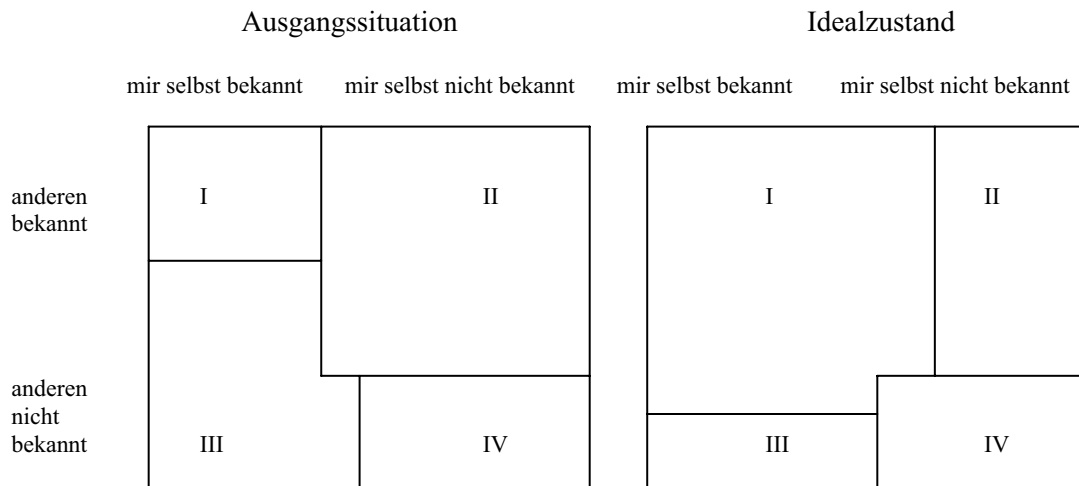 Ausgangssituation
Idealzustand
mir selbst bekannt
mir selbst nicht bekannt
mir selbst bekannt
mir selbst nicht bekannt
anderen
bekannt
I
II
I
II
anderen
nicht
bekannt
III
IV
III
IV